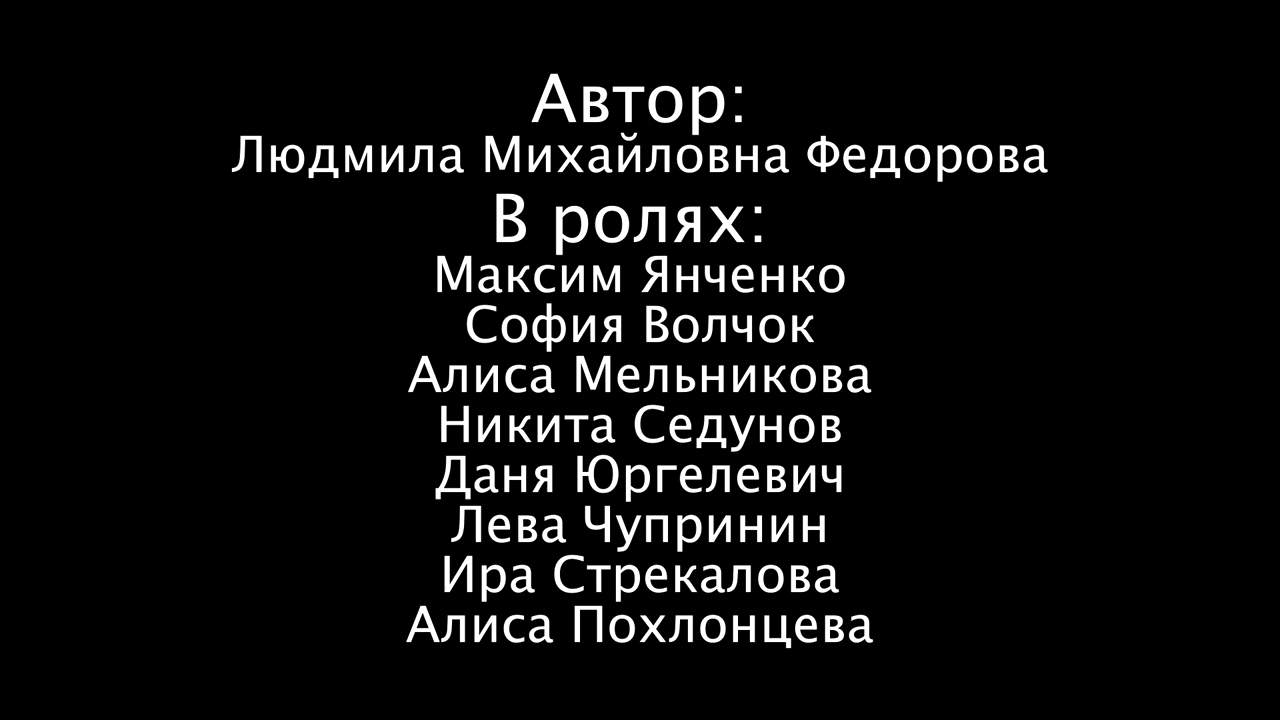 Автор:
Людмила Михайловна Федорова
В ролях:
Максим Янченко
София Волчок
Алиса Мельникова
Никита Седунов
Даня Юргелевич
Лева Чупринин
Ира Стрекалова
Алиса Похлонцева